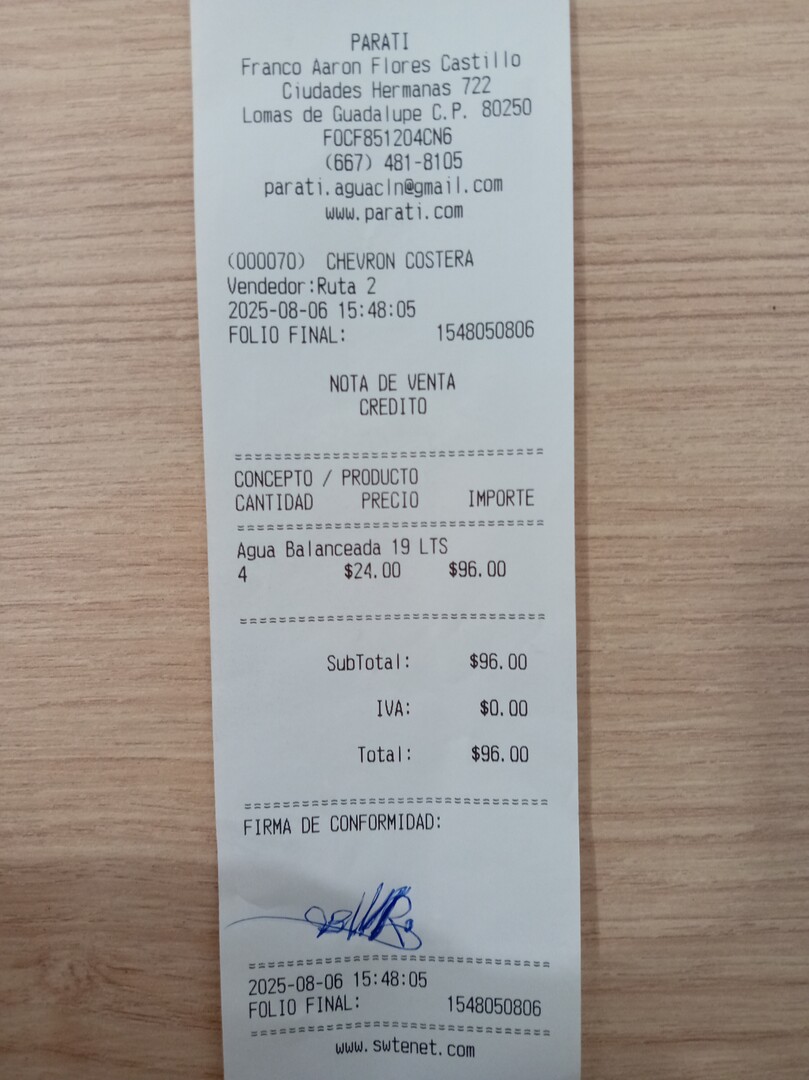 PARATI
Franco Aaron Flores Castillo
Ciudades Hermanas 722
Lomas de Guadalupe C.P. 80250
FOCF851204CN6
(667) 481-8105
parati.aguacln@gmail.com
www.parati.com
(000070) CHEVRON COSTERA
Vendedor:Ruta 2
2025-08-06 15:48:05
FOLIO FINAL: 1548050806
NOTA DE VENTA
CREDITO
CONCEPTO / PRODUCTO
CANTIDAD PRECIO IMPORTE
Agua Balanceada 19 LTS
4 $24.00 $96.00
SubTotal: $96.00
IVA: $0.00
Total: $96.00
FIRMA DE CONFORMIDAD:
2025-08-06 15:48:05
FOLIO FINAL: 1548050806
www.swtenet.com